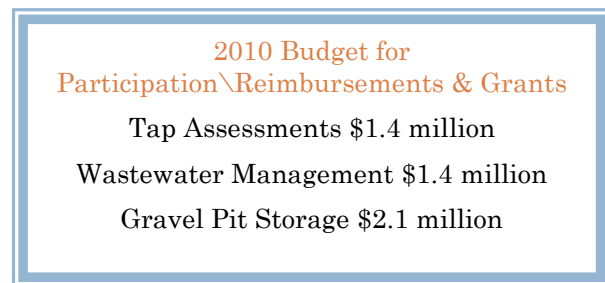 2010 Budget for
Participation\Reimbursements & Grants
Tap Assessments $1.4 million
Wastewater Management $1.4 million
Gravel Pit Storage $2.1 million